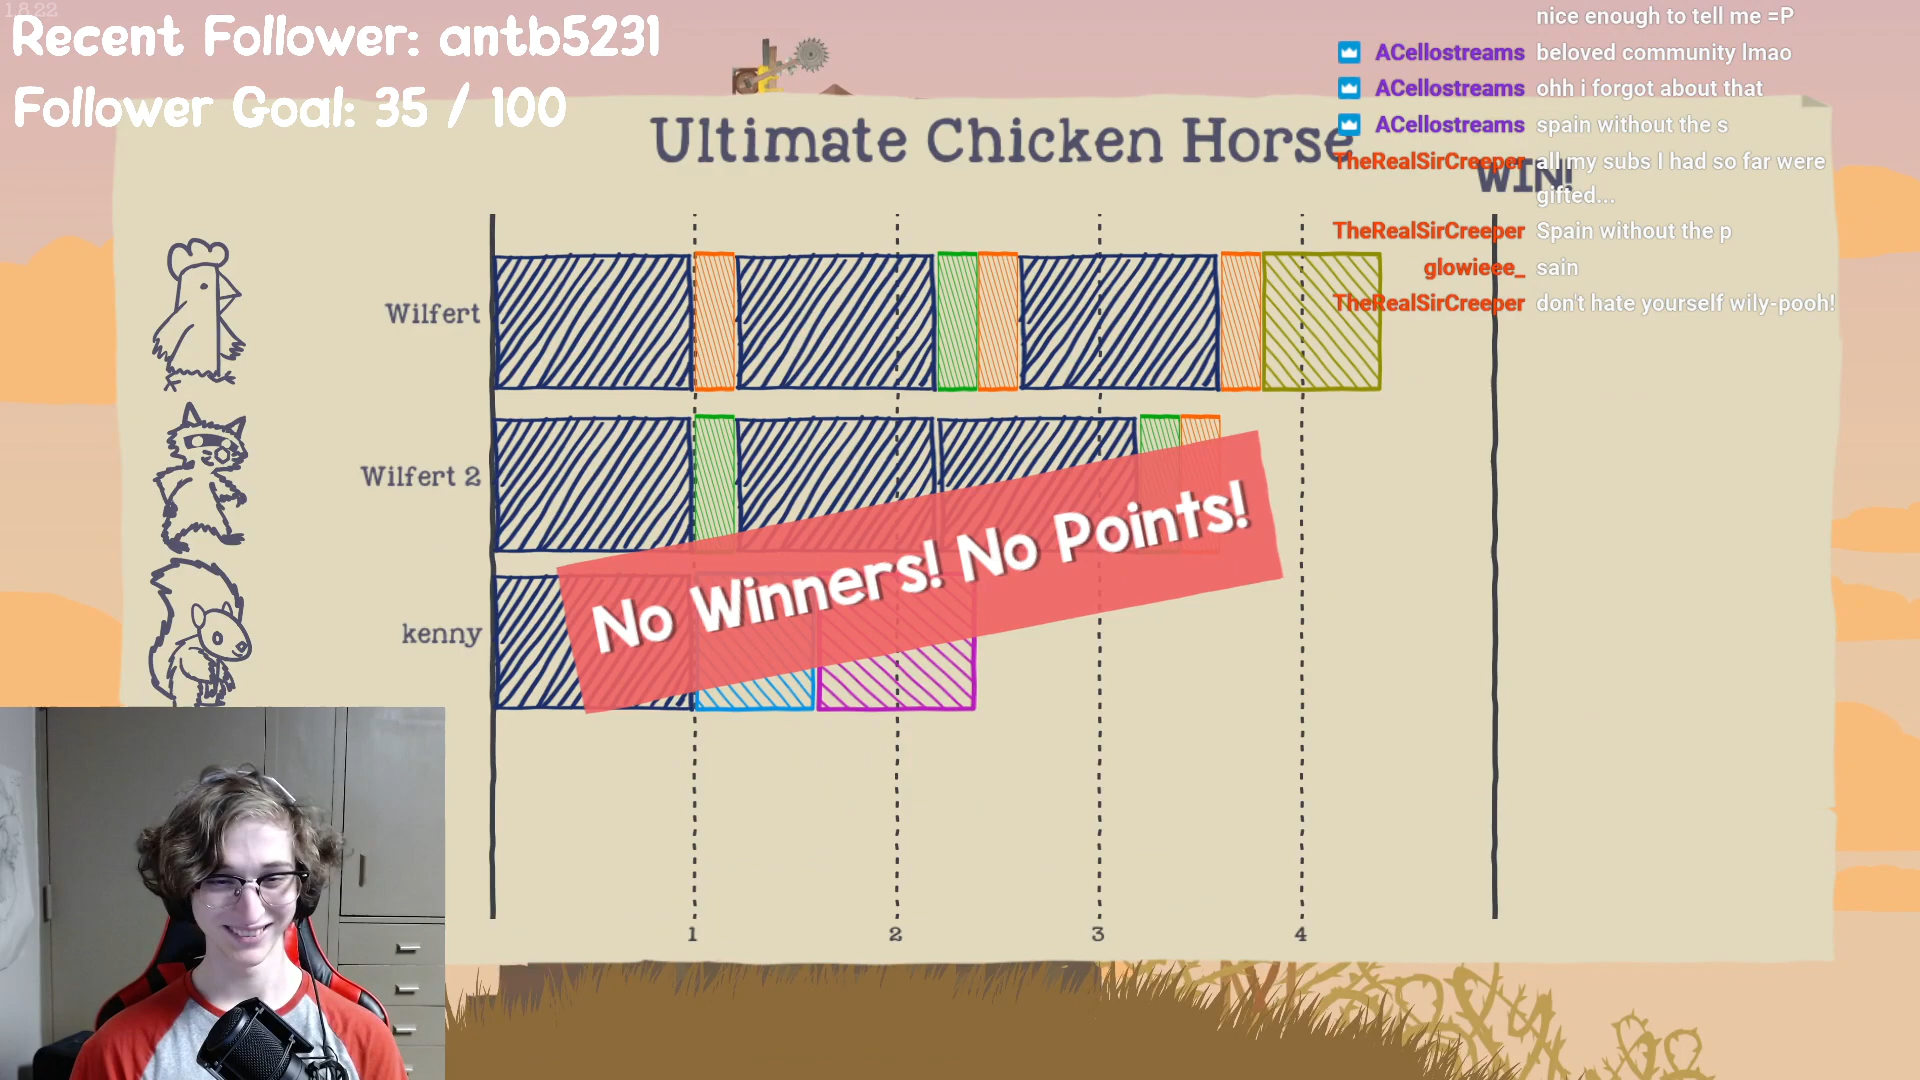 18.22
Recent Follower: antb5231
Follower Goal: 35 / 100
nice enough to tell me =P
ACellostreams beloved community lmao
ACellostreams ohh i forgot about that
ACellostreams spain without the s
TheRealSirCreeper all my subs I had so far were
gifted...
TheRealSirCreeper Spain without the p
glowieee_ sain
TheRealSirCreeper don't hate yourself wily-pooh!
Ultimate Chicken Horse
WIN!
Wilfert
Wilfert 2
kenny
No Winners! No Points!
1 2 3 4